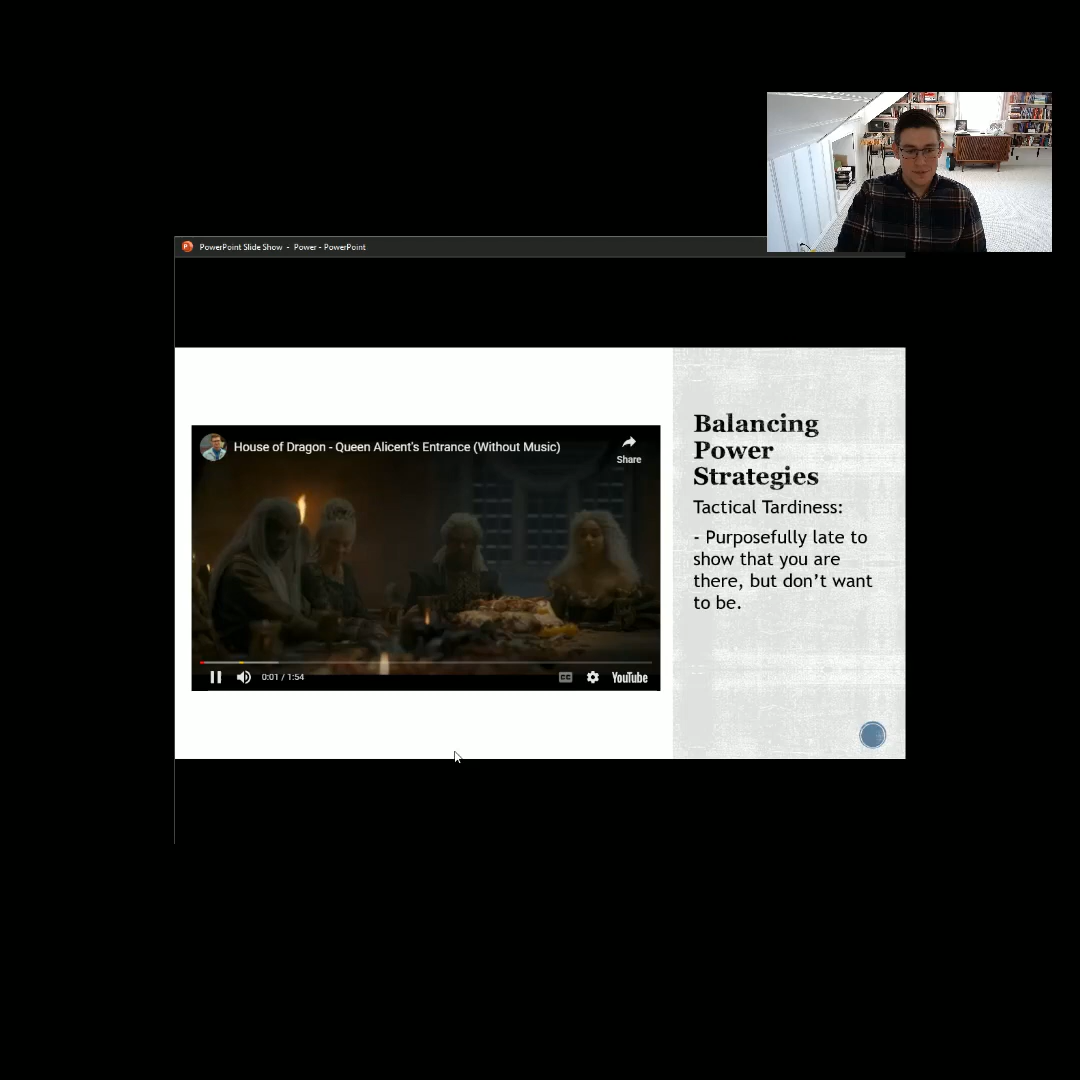 PowerPoint Slide Show - Power - PowerPoint
House of Dragon - Queen Alicent's Entrance (Without Music)
Share
Balancing
Power
Strategies
Tactical Tardiness:
- Purposefully late to
show that you are
there, but don’t want
to be.
0:01 / 1:54
CC
YouTube